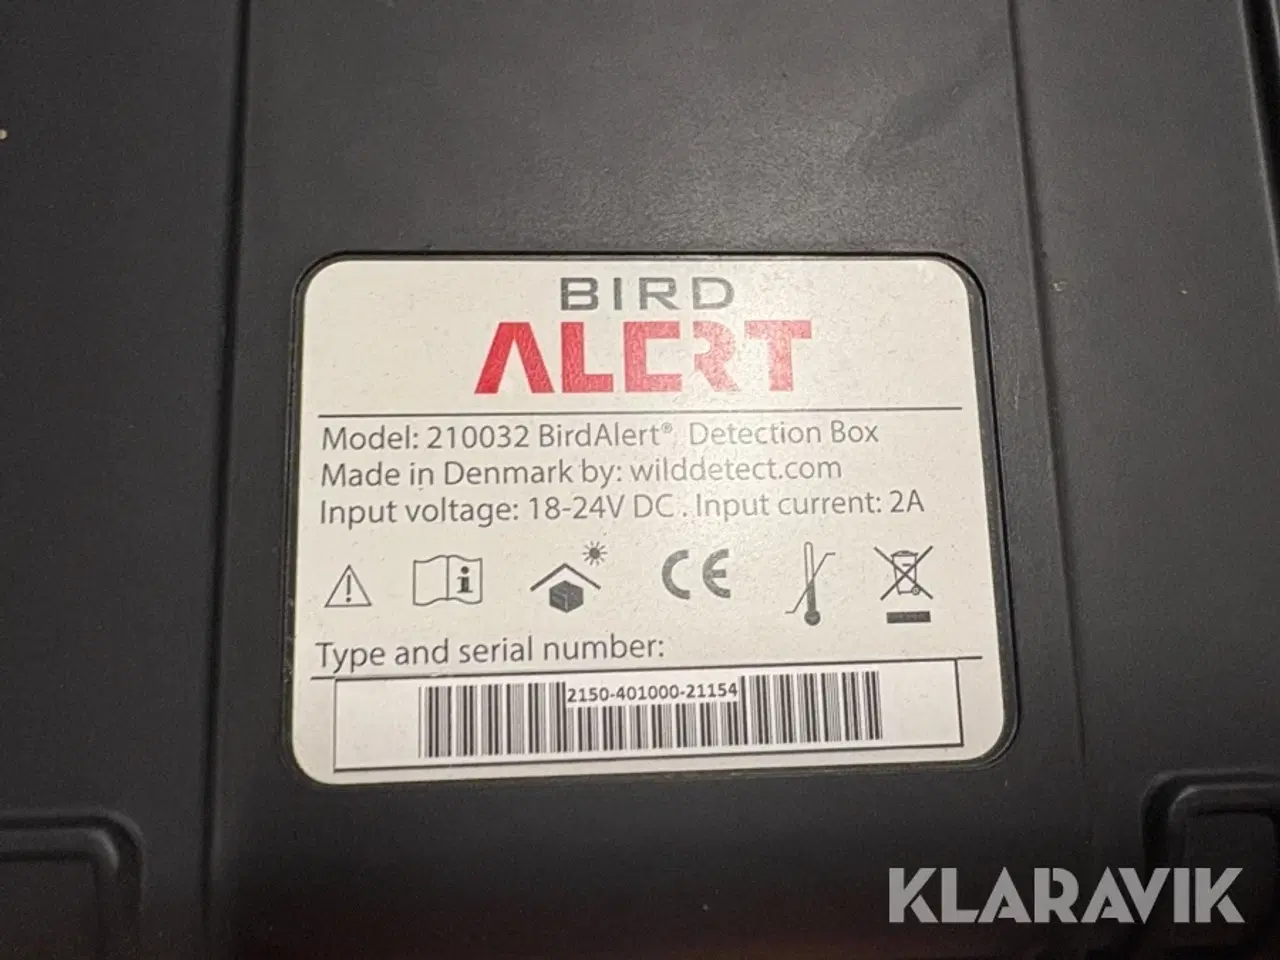 BIRD
ALERT
Model: 210032 BirdAlert® Detection Box
Made in Denmark by: wilddetect.com
Input voltage: 18-24V DC . Input current: 2A
CE
Type and serial number:
2150-401000-21154
KLARAVIK